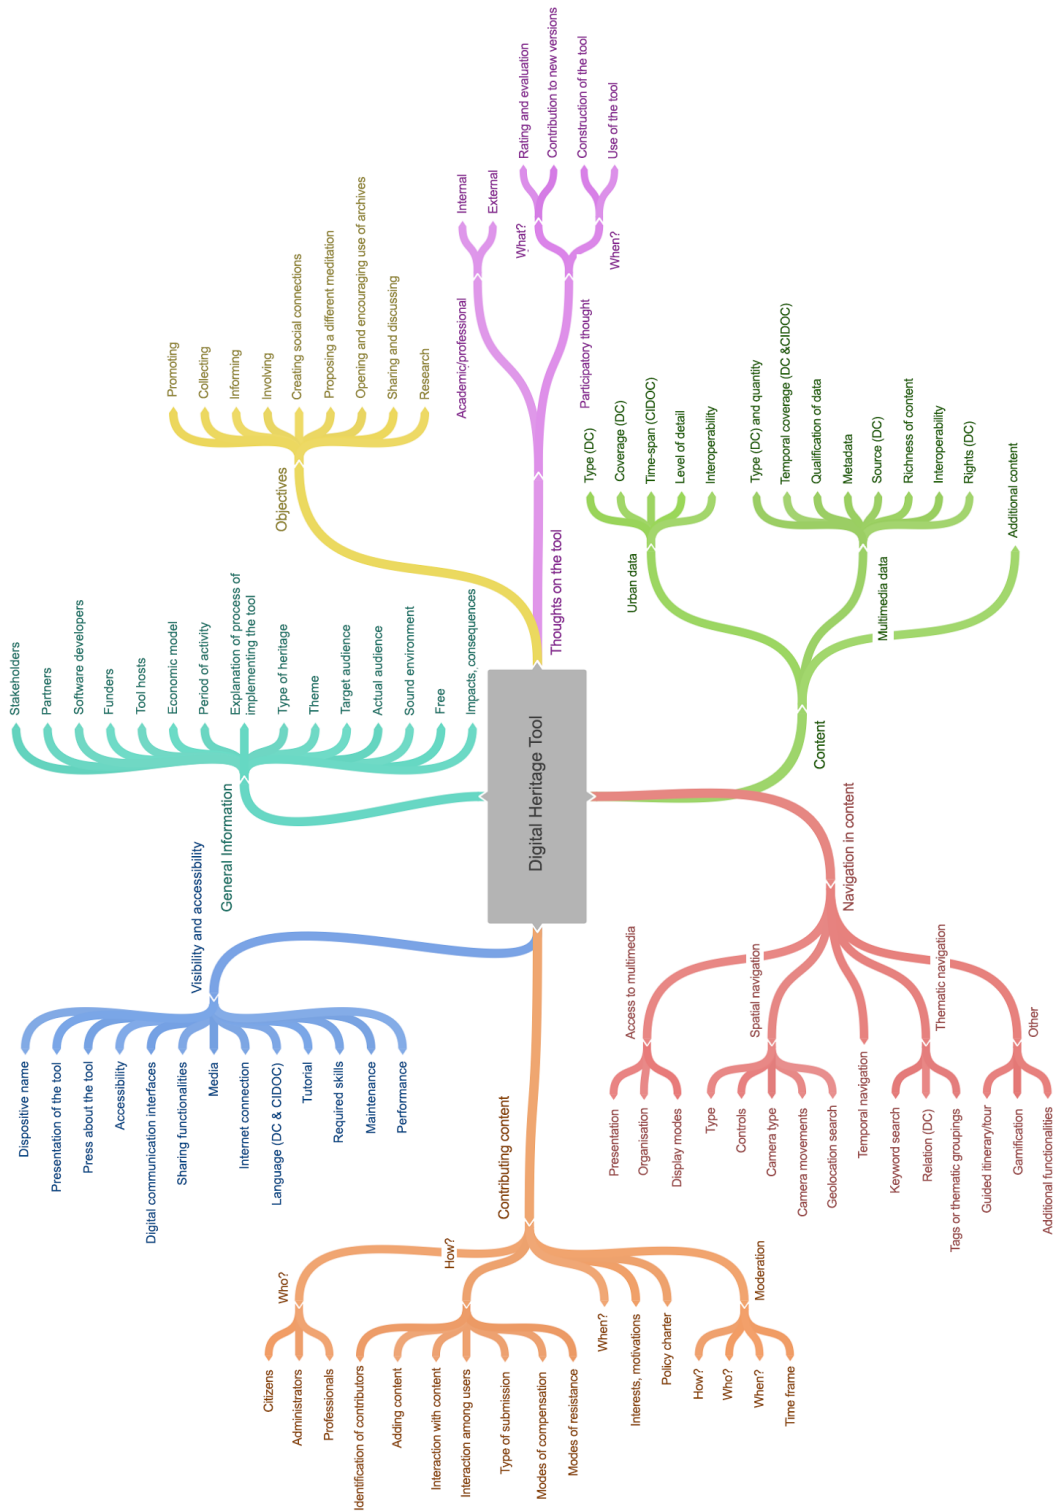 Digital Heritage Tool
General Information
Stakeholders
Partners
Software developers
Funders
Tool hosts
Economic model
Period of activity
Explanation of process of
implementing the tool
Type of heritage
Theme
Target audience
Actual audience
Sound environment
Free
Impacts, consequences
Objectives
Promoting
Collecting
Informing
Involving
Creating social connections
Proposing a different meditation
Opening and encouraging use of archives
Sharing and discussing
Research
Thoughts on the tool
Academic/professional
Internal
External
Participatory thought
What?
Rating and evaluation
Contribution to new versions
When?
Construction of the tool
Use of the tool
Content
Urban data
Type (DC)
Coverage (DC)
Time-span (CIDOC)
Level of detail
Interoperability
Multimedia data
Type (DC) and quantity
Temporal coverage (DC &CIDOC)
Qualification of data
Metadata
Source (DC)
Richness of content
Interoperability
Rights (DC)
Additional content
Navigation in content
Access to multimedia
Presentation
Organisation
Display modes
Spatial navigation
Type
Controls
Camera type
Camera movements
Geolocation search
Temporal navigation
Thematic navigation
Keyword search
Relation (DC)
Tags or thematic groupings
Other
Guided itinerary/tour
Gamification
Additional functionalities
Contributing content
Who?
Citizens
Administrators
Professionals
How?
Identification of contributors
Adding content
Interaction with content
Interaction among users
Type of submission
Modes of compensation
Modes of resistance
When?
Interests, motivations
Policy charter
Moderation
How?
Who?
When?
Time frame
Visibility and accessibility
Dispositive name
Presentation of the tool
Press about the tool
Accessibility
Digital communication interfaces
Sharing functionalities
Media
Internet connection
Language (DC & CIDOC)
Tutorial
Required skills
Maintenance
Performance